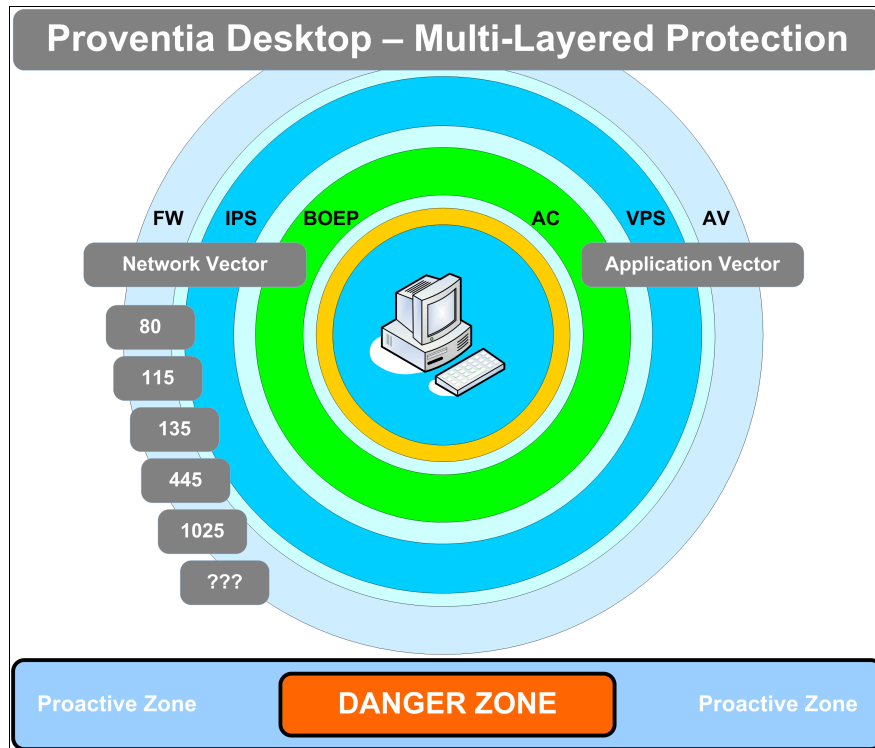 Proventia Desktop – Multi-Layered Protection
FW IPS BOEP AC VPS AV
Network Vector Application Vector
80
115
135
445
1025
???
Proactive Zone DANGER ZONE Proactive Zone